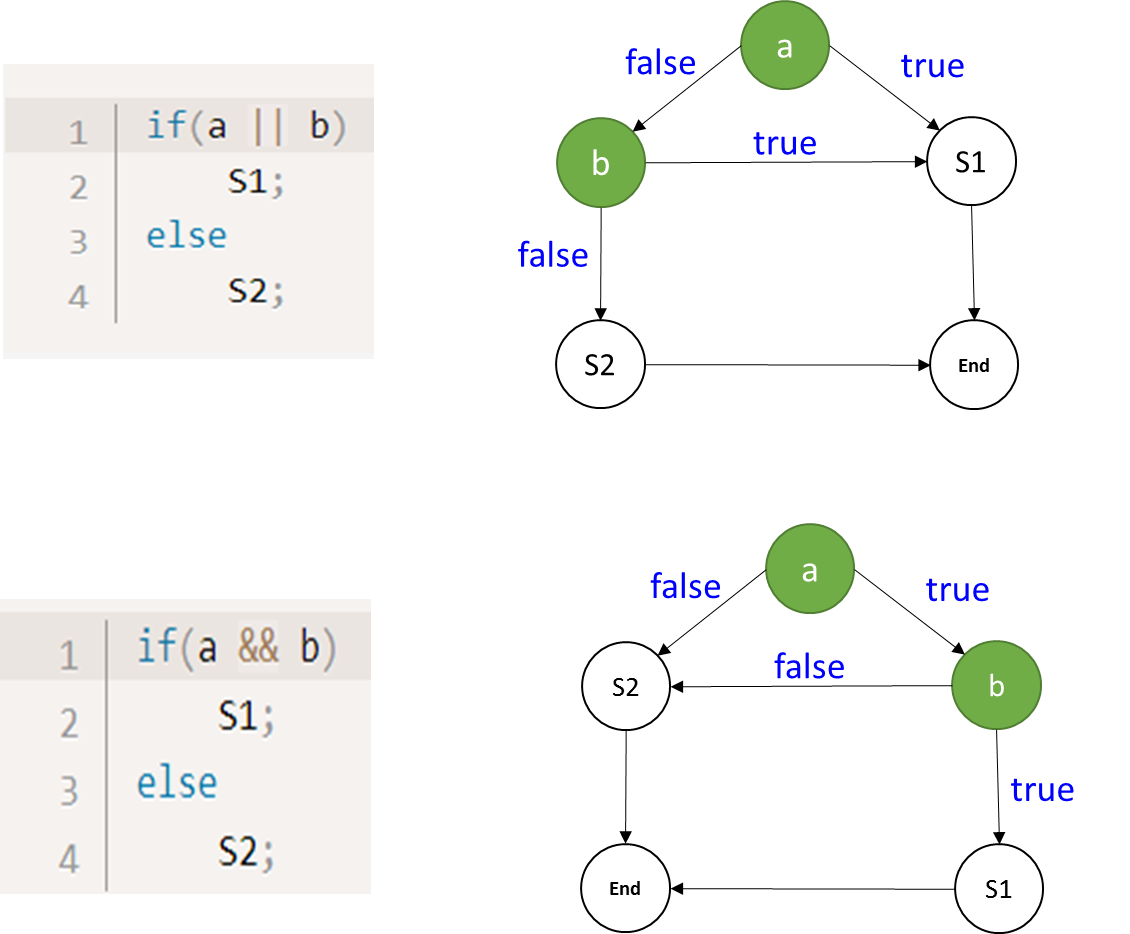 1 if(a || b)
2 S1;
3 else
4 S2;
a
false
true
b
true
S1
false
S2
End
1 if(a && b)
2 S1;
3 else
4 S2;
a
false
true
S2
false
b
true
End
S1